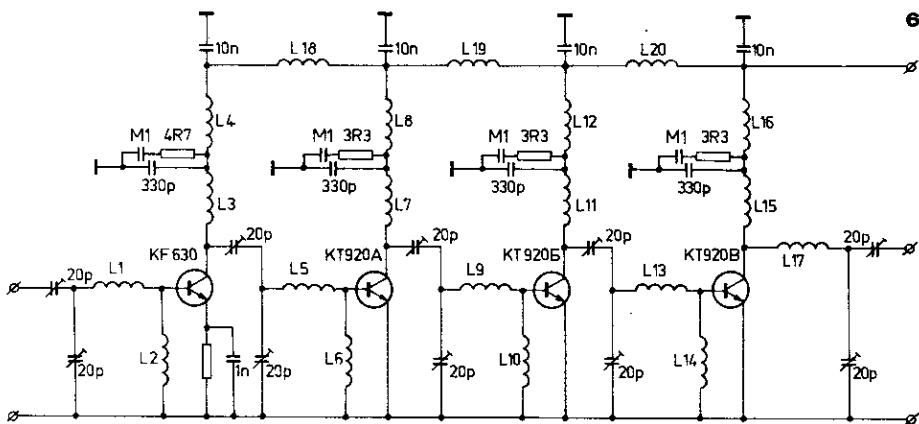 6
10n
L18
10n
L19
10n
L20
10n
L4
L8
L12
L16
M1 4R7
M1 3R3
M1 3R3
M1 3R3
330p
330p
330p
330p
L3
L7
L11
L15
KF630
20p
KT920A
20p
KT920Б
20p
KT920B
L17
20p
20p
L1
L5
L9
L13
L2
20p
1n
20p
L6
20p
L10
20p
L14
20p